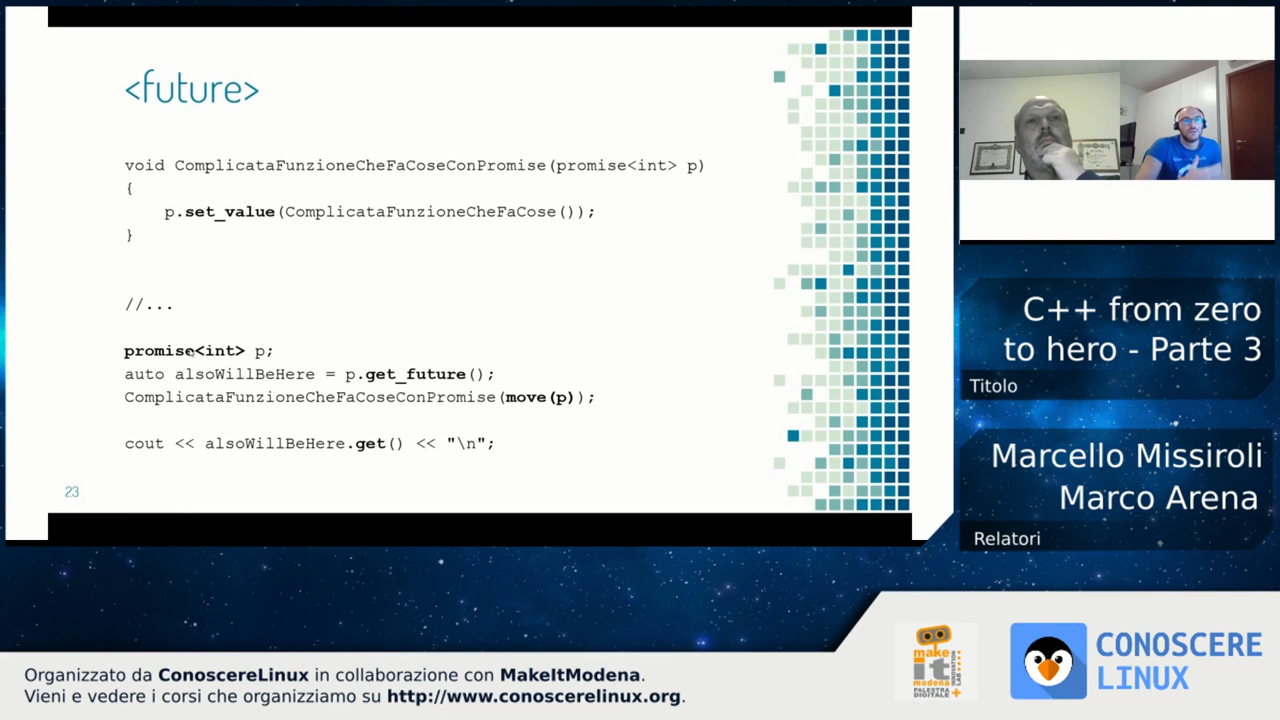 <future>
void ComplicataFunzioneCheFaCoseConPromise(promise<int> p)
{
p.set_value(ComplicataFunzioneCheFaCose());
}
//...
promise<int> p;
auto alsoWillBeHere = p.get_future();
ComplicataFunzioneCheFaCoseConPromise(move(p));
cout << alsoWillBeHere.get() << "\n";
23
C++ from zero
to hero - Parte 3
Titolo
Marcello Missiroli
Marco Arena
Relatori
Organizzato da ConoscereLinux in collaborazione con MakeItModena.
Vieni e vedere i corsi che organizziamo su http://www.conoscerelinux.org.
make
it
modena
PALESTRA
DIGITALE
CONOSCERE
LINUX